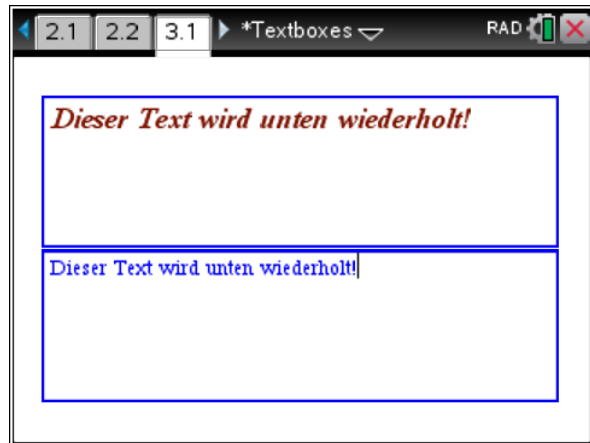 2.1 2.2 3.1 *Textboxes RAD
Dieser Text wird unten wiederholt!
Dieser Text wird unten wiederholt!